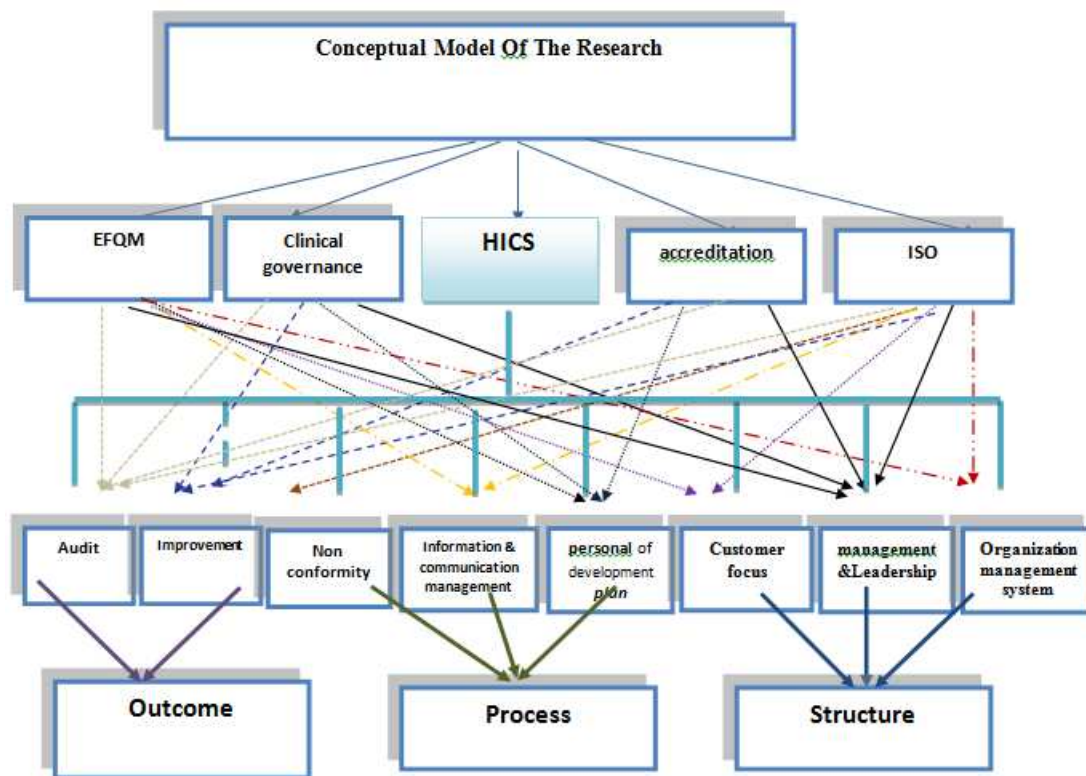 Conceptual Model Of The Research
EFQM
Clinical
governance
HICS
accreditation
ISO
Audit
Improvement
Non
conformity
Information &
communication
management
personal of
development
plan
Customer
focus
management
&Leadership
Organization
management
system
Outcome
Process
Structure